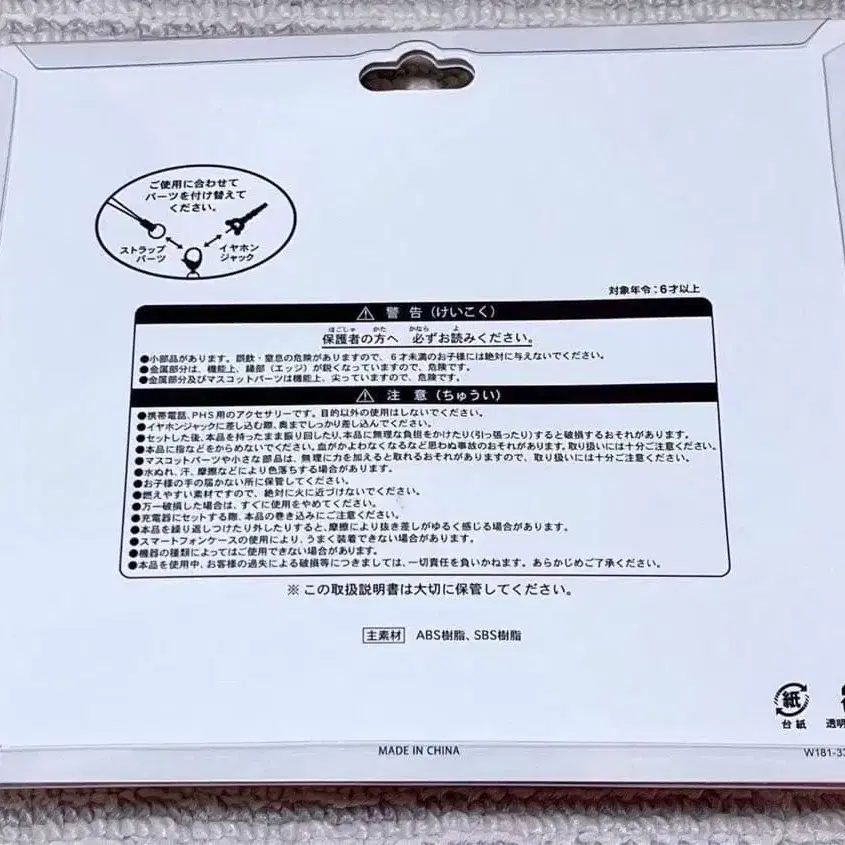 ご使用に合わせて
パーツを付け替えて
ください。
ストラップ
パーツ
イヤホン
ジャック
対象年令：6才以上
⚠ 警告（けいこく）
ほごしゃ かた かなら よ
保護者の方へ 必ずお読みください。
●小部品があります。誤飲・窒息の危険がありますので、6才未満のお子様には絶対に与えないでください。
●金属部分は、機能上、縁部（エッジ）が鋭くなっていますので、危険です。
●金属部分及びマスコットパーツは機能上、尖っていますので、危険です。
⚠ 注意（ちゅうい）
●携帯電話、PHS用のアクセサリーです。目的以外の使用はしないでください。
●イヤホンジャックに差し込む際、奥までしっかり差し込んでください。
●セットした後、本品を持ったまま振り回したり、本品に無理な負担をかけたり(引っ張ったり)すると破損するおそれがあります。
●本品に指などをからめないでください。血がかよわなくなるなど思わぬ事故のおそれがあります。取り扱いには十分ご注意ください。
●マスコットパーツや小さな部品は、無理に力を加えると取れるおそれがありますので、取り扱いには十分ご注意ください。
●水ぬれ、汗、摩擦などにより色落ちする場合があります。
●お子様の手の届かない所に保管してください。
●燃えやすい素材ですので、絶対に火に近づけないでください。
●万一破損した場合は、すぐに使用をやめてください。
●充電器にセットする際、本品の巻き込みにご注意ください。
●本品を繰り返しつけたり外したりすると、摩擦により抜き差しがゆるく感じる場合があります。
●スマートフォンケースの使用により、うまく装着できない場合があります。
●機器の種類によってはご使用できない場合があります。
●本品を使用中、お客様の過失による破損等につきましては、一切責任を負いかねます。あらかじめご了承ください。
※この取扱説明書は大切に保管してください。
主素材 ABS樹脂、SBS樹脂
紙
台紙
透明
MADE IN CHINA
W181-33